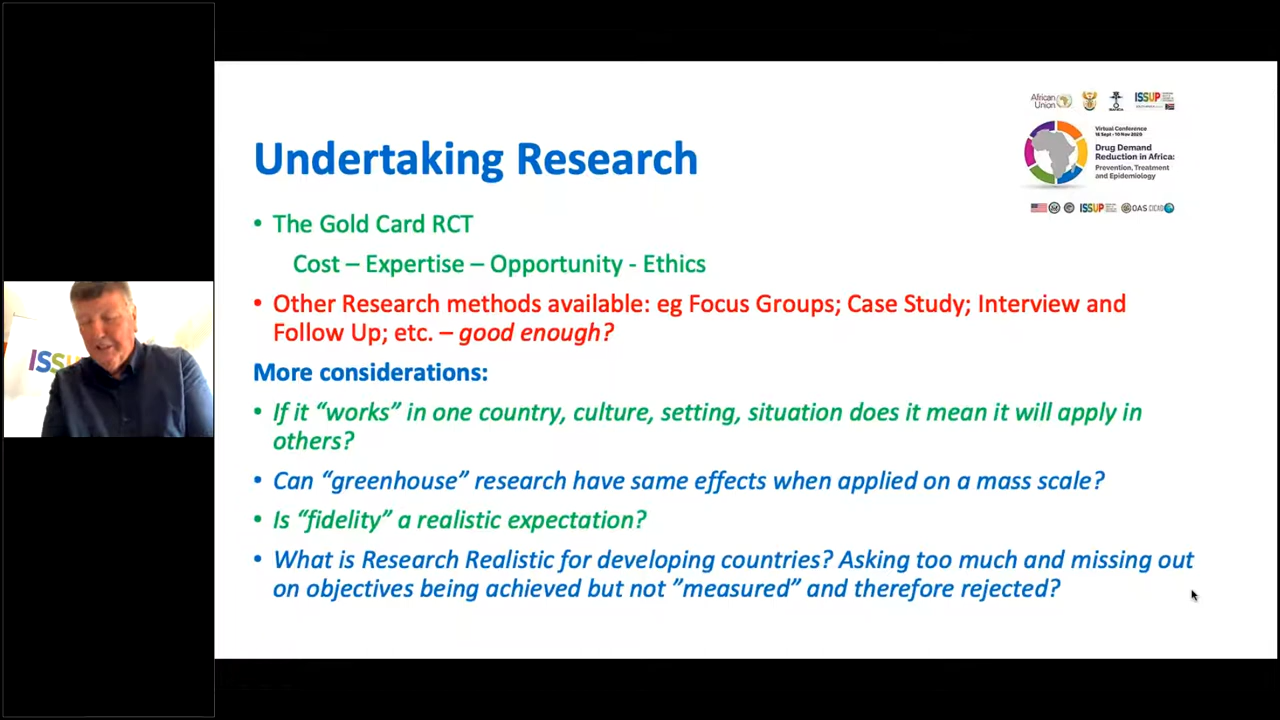 African
Union
ISSUP
Virtual Conference
Drug Demand
Reduction in Africa:
Prevention, Treatment
and Epidemiology
ISSUP
OAS
Undertaking Research
• The Gold Card RCT
Cost – Expertise – Opportunity - Ethics
• Other Research methods available: eg Focus Groups; Case Study; Interview and
Follow Up; etc. – good enough?
More considerations:
• If it “works” in one country, culture, setting, situation does it mean it will apply in
others?
• Can “greenhouse” research have same effects when applied on a mass scale?
• Is “fidelity” a realistic expectation?
• What is Research Realistic for developing countries? Asking too much and missing out
on objectives being achieved but not ”measured” and therefore rejected?
ISSU